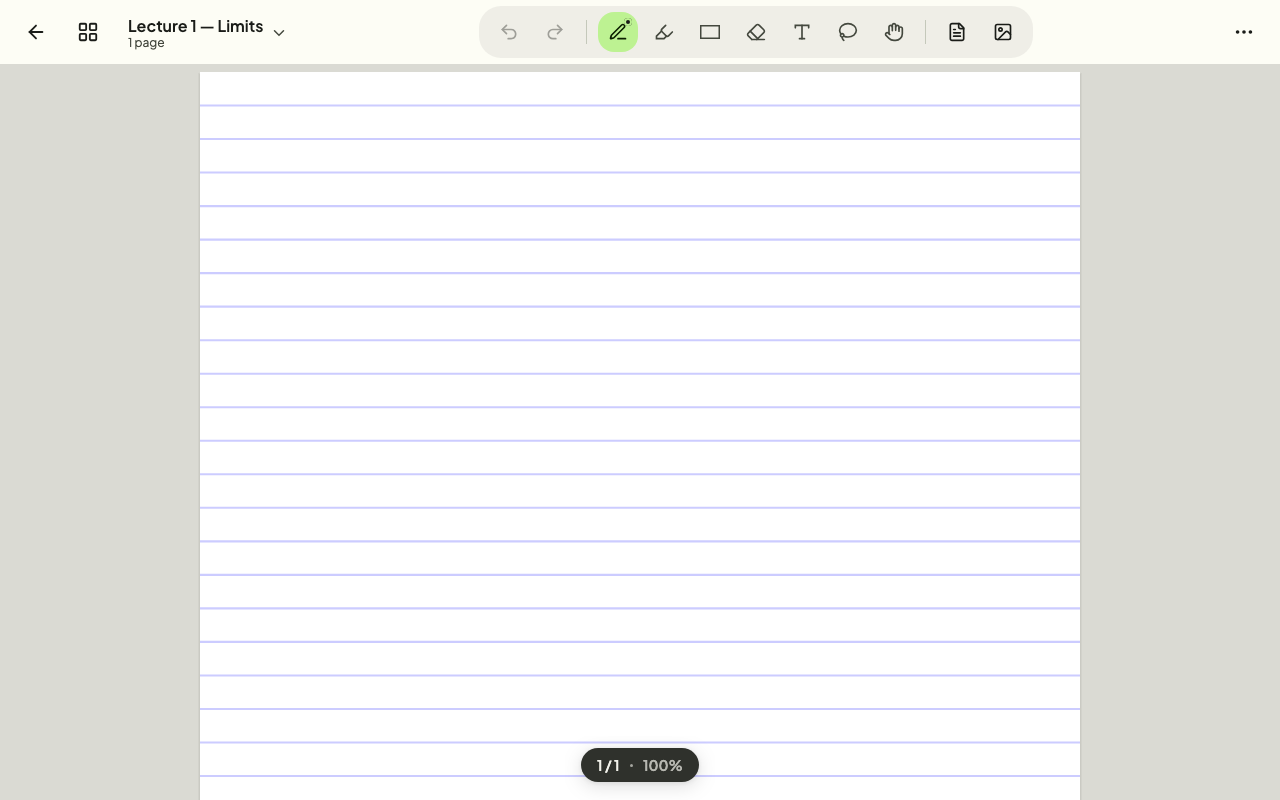 Lecture 1 — Limits
1 page
1 / 1 · 100%